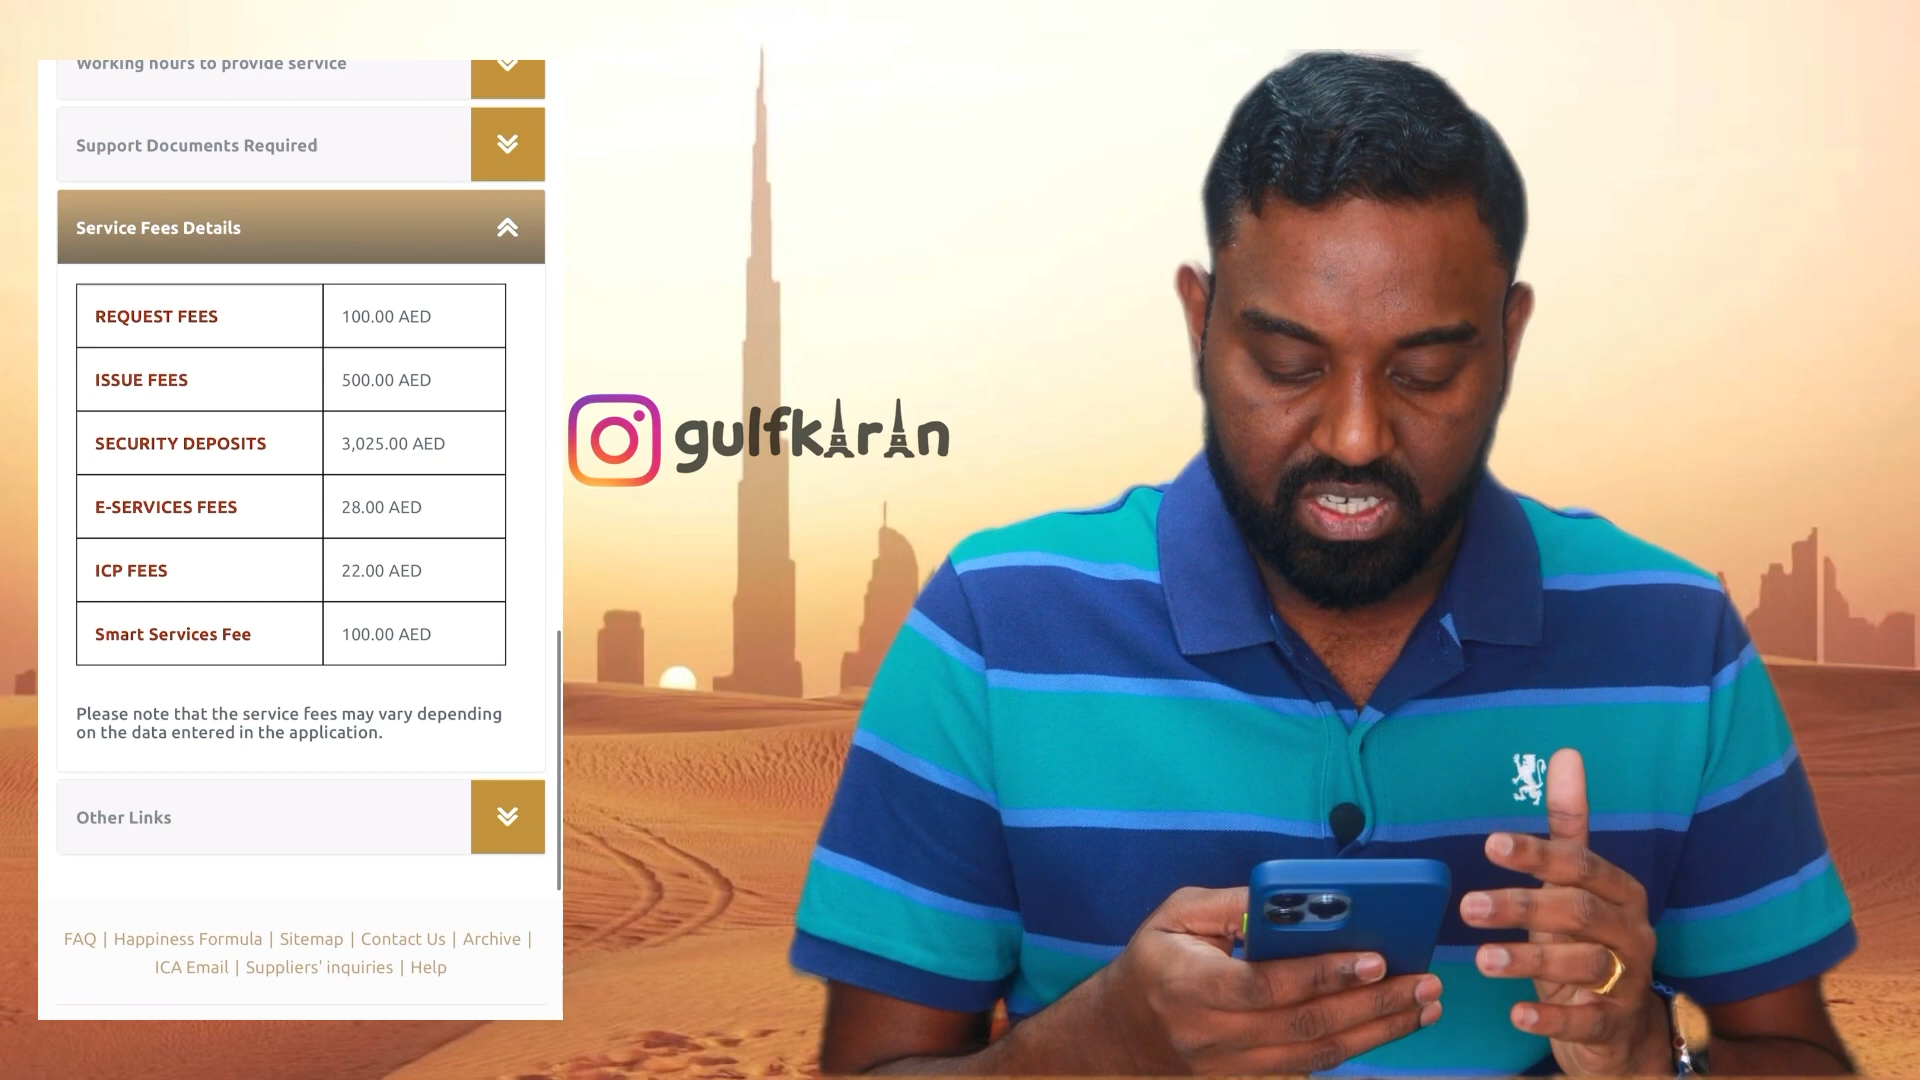 Working hours to provide service
Support Documents Required
Service Fees Details
REQUEST FEES 100.00 AED
ISSUE FEES 500.00 AED
SECURITY DEPOSITS 3,025.00 AED
E-SERVICES FEES 28.00 AED
ICP FEES 22.00 AED
Smart Services Fee 100.00 AED
Please note that the service fees may vary depending
on the data entered in the application.
Other Links
FAQ | Happiness Formula | Sitemap | Contact Us | Archive |
ICA Email | Suppliers' inquiries | Help
gulfkiran